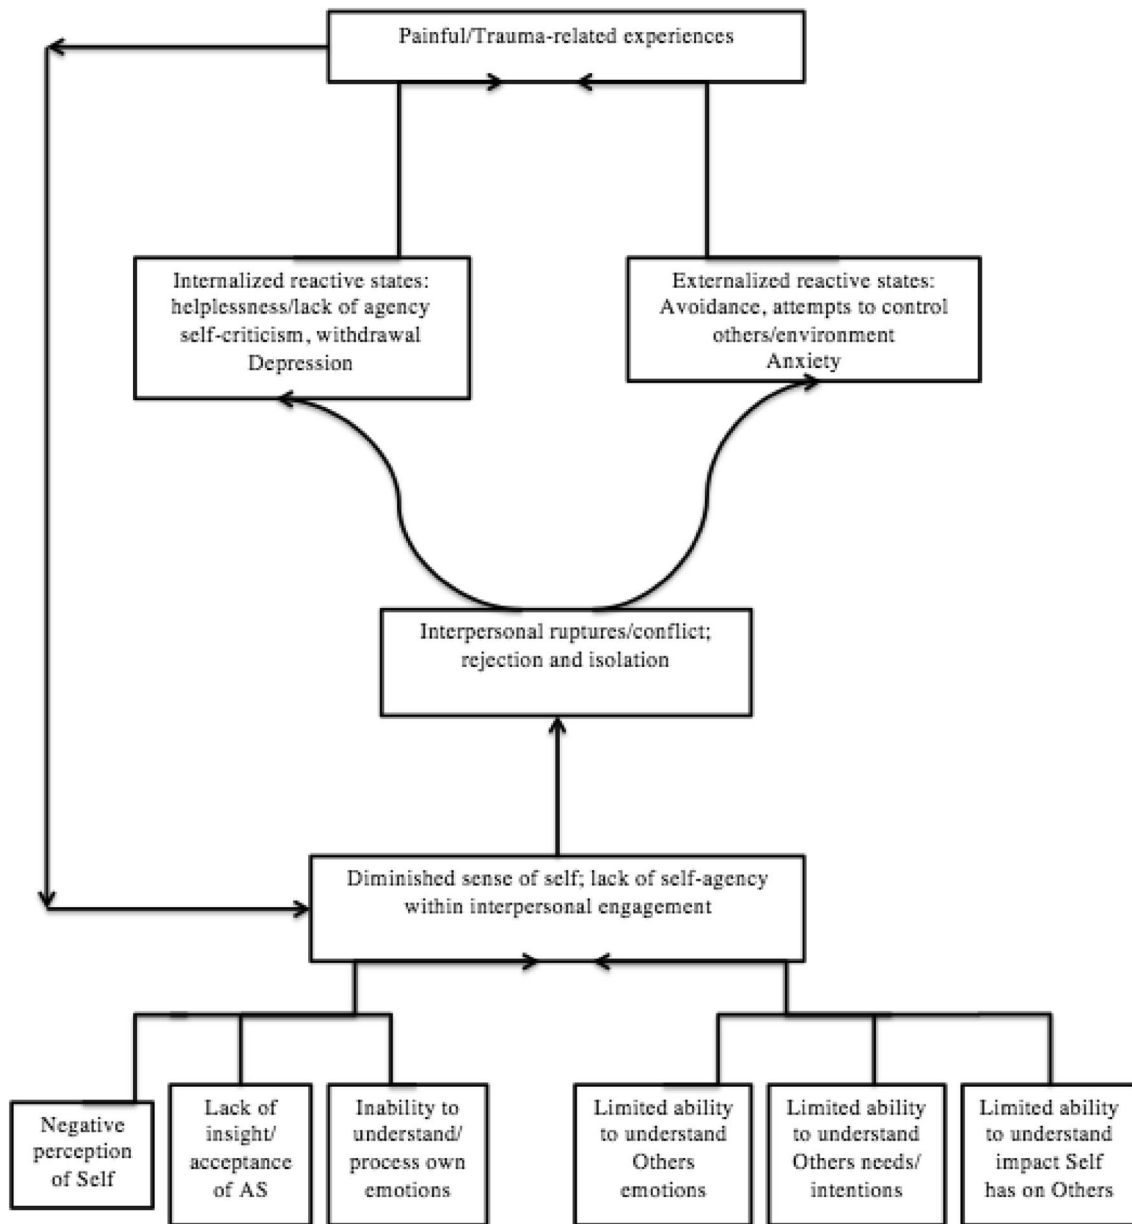 Painful/Trauma-related experiences
Internalized reactive states:
helplessness/lack of agency
self-criticism, withdrawal
Depression
Externalized reactive states:
Avoidance, attempts to control
others/environment
Anxiety
Interpersonal ruptures/conflict;
rejection and isolation
Diminished sense of self; lack of self-agency
within interpersonal engagement
Negative
perception
of Self
Lack of
insight/
acceptance
of AS
Inability to
understand/
process own
emotions
Limited ability
to understand
Others
emotions
Limited ability
to understand
Others needs/
intentions
Limited ability
to understand
impact Self
has on Others